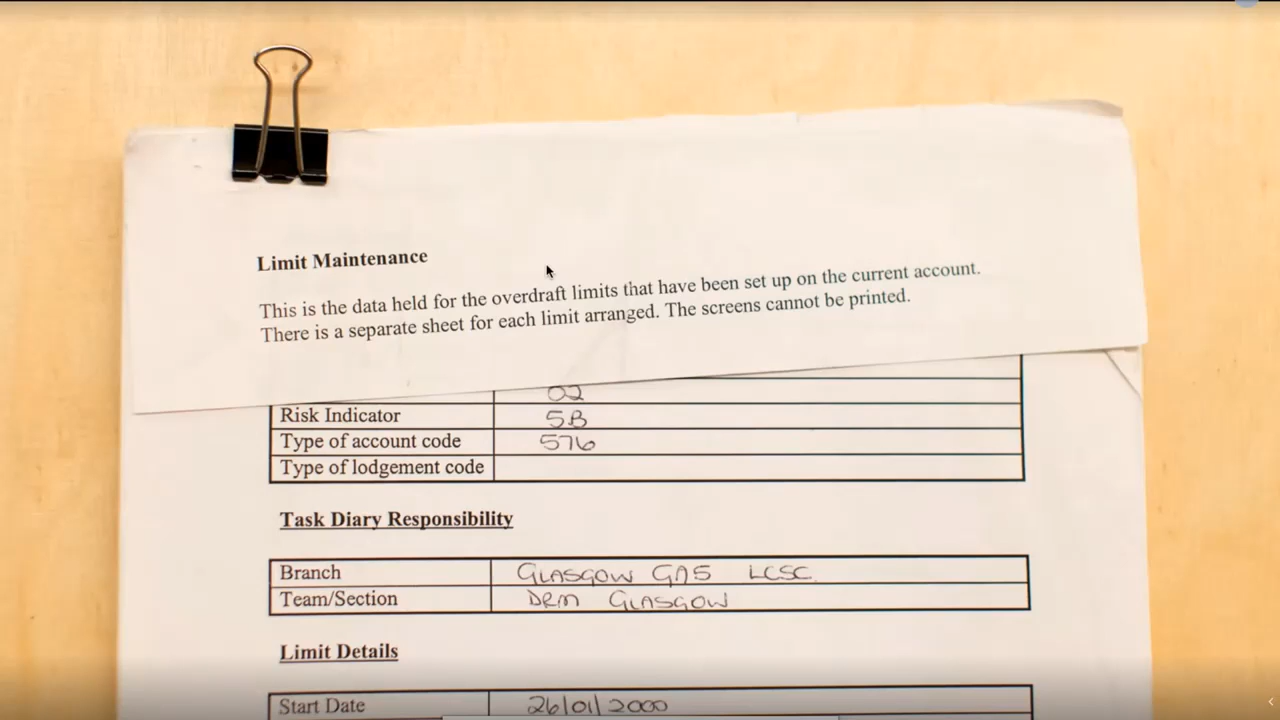 Limit Maintenance
This is the data held for the overdraft limits that have been set up on the current account.
There is a separate sheet for each limit arranged. The screens cannot be printed.
02
Risk Indicator 5B
Type of account code 576
Type of lodgement code
Task Diary Responsibility
Branch GLASGOW LCSC
Team/Section DRM GLASGOW
Limit Details
Start Date 26/01/2000